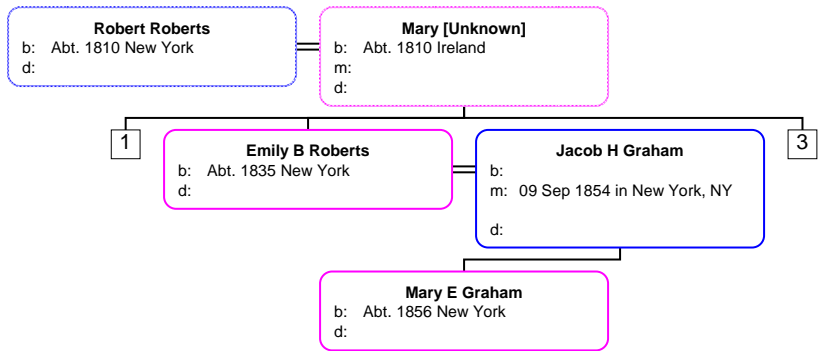 Robert Roberts
b: Abt. 1810 New York
d:
Mary [Unknown]
b: Abt. 1810 Ireland
m:
d:
1
Emily B Roberts
b: Abt. 1835 New York
d:
Jacob H Graham
b:
m: 09 Sep 1854 in New York, NY
d:
3
Mary E Graham
b: Abt. 1856 New York
d: